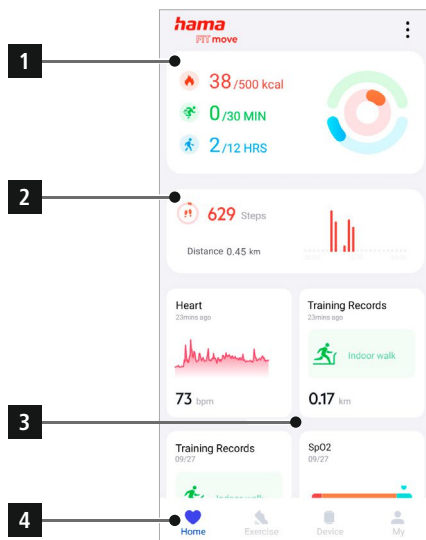 hama
FIT move
1
38/500 kcal
0/30 MIN
2/12 HRS
2
629 Steps
Distance 0.45 km
Heart
23mins ago
73 bpm
Training Records
23mins ago
Indoor walk
0.17 km
3
Training Records
09/27
Indoor walk
SpO2
09/27
4
Home
Exercise
Device
My